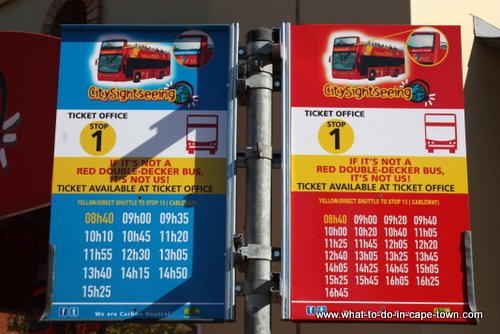 CitySightseeing
TICKET OFFICE
STOP
1
IF IT'S NOT A
RED DOUBLE-DECKER BUS,
IT'S NOT US!
TICKET AVAILABLE AT TICKET OFFICE
YELLOW:DIRECT SHUTTLE TO STOP 13 (CABLEWAY)
08h40 09h00 09h35
10h10 10h45 11h20
11h55 12h30 13h05
13h40 14h15 14h50
15h25
We are Carbon Neutral
CitySightseeing
TICKET OFFICE
STOP
1
IF IT'S NOT A
RED DOUBLE-DECKER BUS,
IT'S NOT US!
TICKET AVAILABLE AT TICKET OFFICE
YELLOW:DIRECT SHUTTLE TO STOP 13 (CABLEWAY)
08h40 09h00 09h20 09h40
10h00 10h20 10h40 11h05
11h25 11h45 12h05 12h20
12h40 13h05 13h25 13h45
14h05 14h25 14h45 15h05
15h25 15h45 16h05 16h25
16h45
www.what-to-do-in-cape-town.com